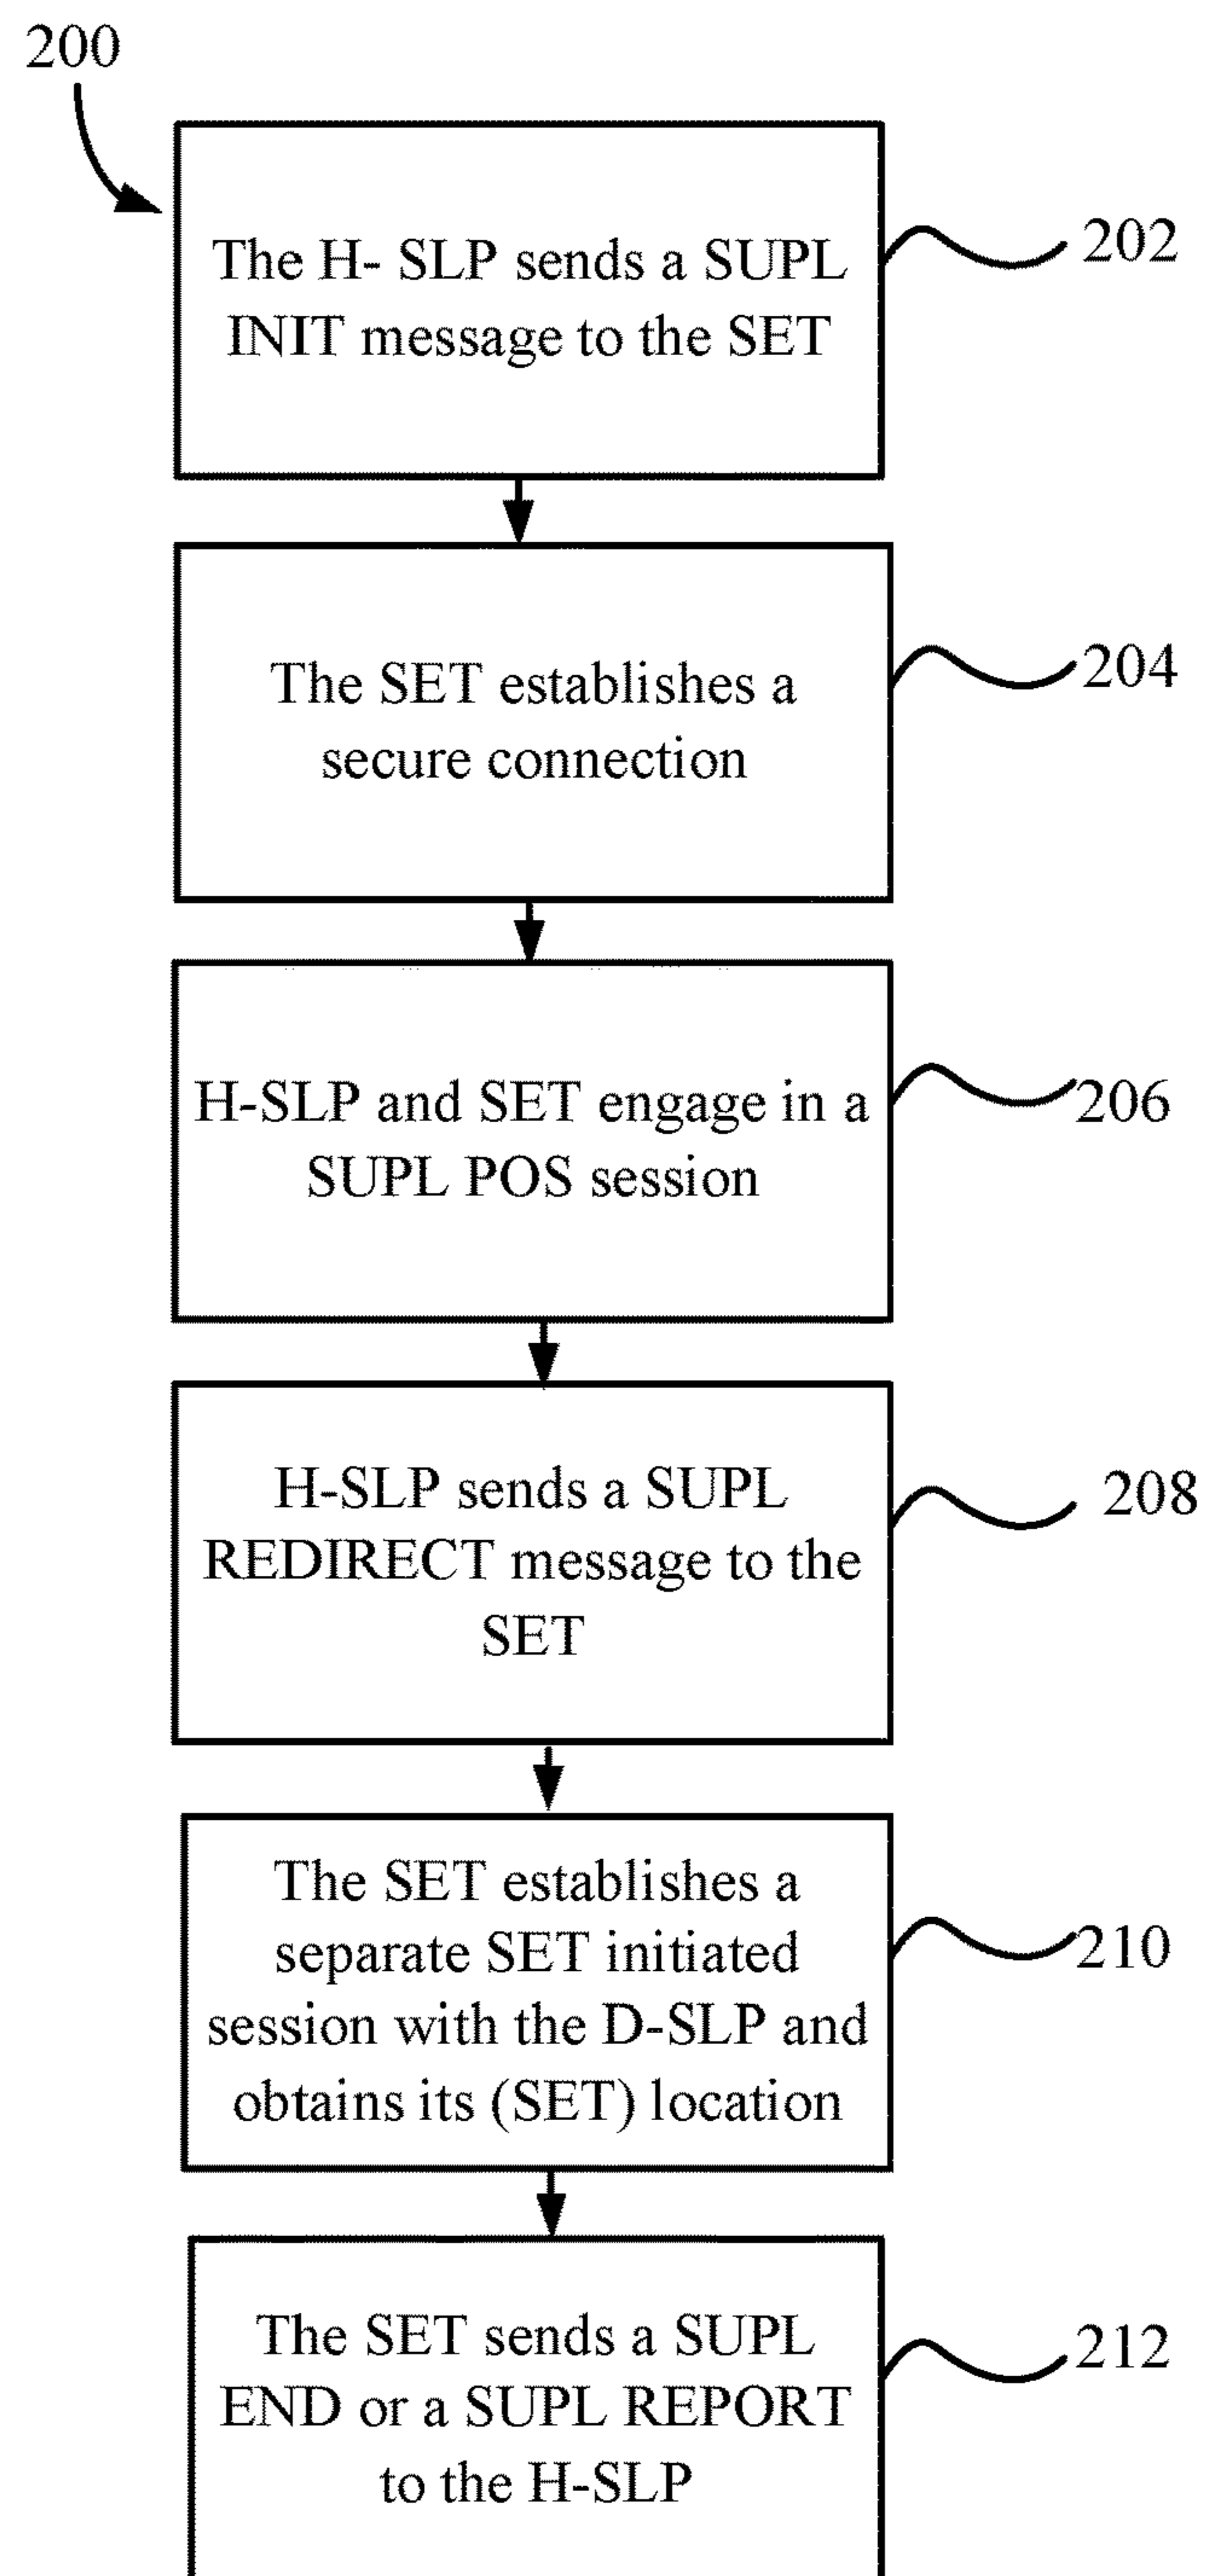 200
The H- SLP sends a SUPL
INIT message to the SET
202
The SET establishes a
secure connection
204
H-SLP and SET engage in a
SUPL POS session
206
H-SLP sends a SUPL
REDIRECT message to the
SET
208
The SET establishes a
separate SET initiated
session with the D-SLP and
obtains its (SET) location
210
The SET sends a SUPL
END or a SUPL REPORT
to the H-SLP
212